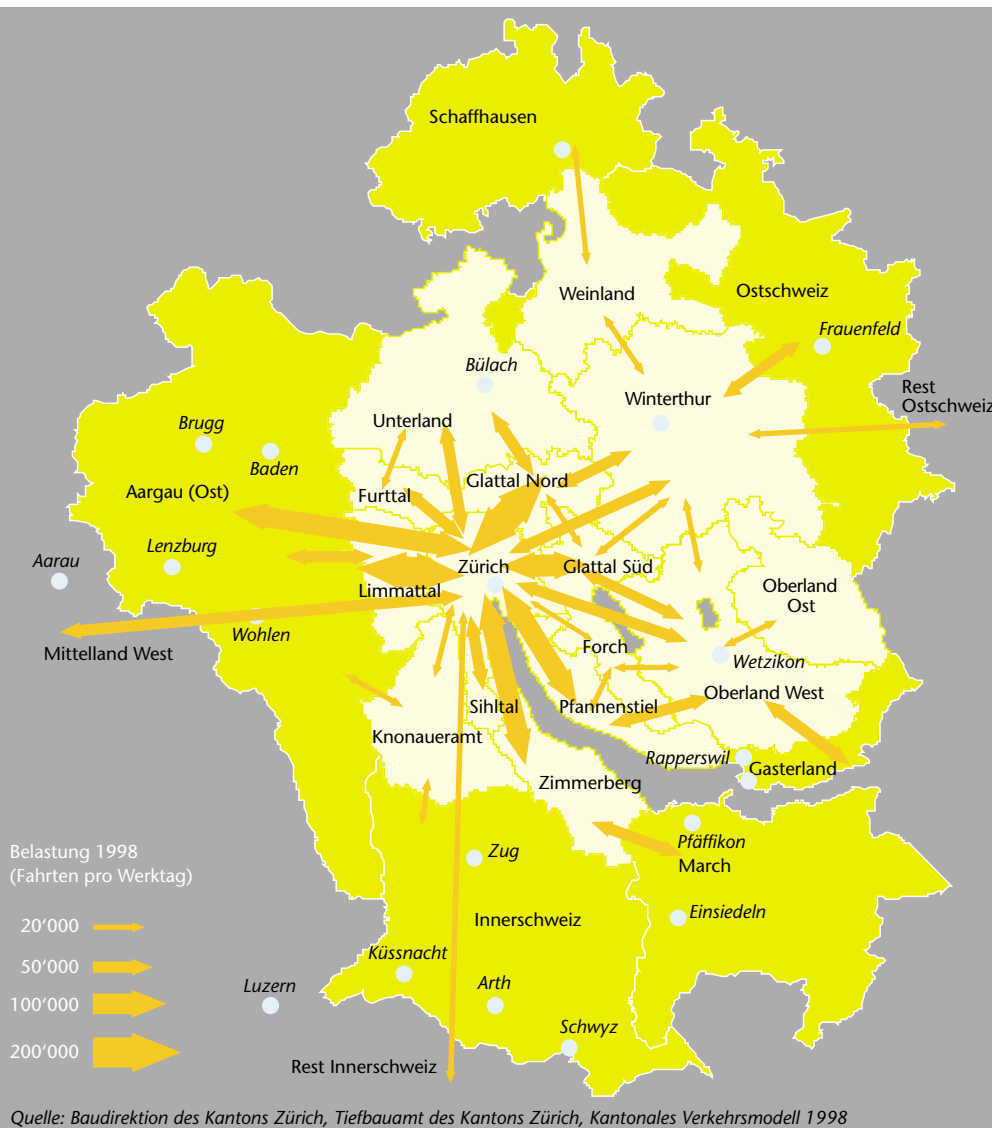 Schaffhausen
Weinland
Ostschweiz
Frauenfeld
Bülach
Rest
Ostschweiz
Winterthur
Unterland
Brugg
Baden
Glattal Nord
Aargau (Ost)
Furttal
Lenzburg
Aarau
Zürich
Glattal Süd
Limmattal
Oberland
Ost
Wohlen
Forch
Mittelland West
Wetzikon
Oberland West
Sihltal
Pfannenstiel
Knonaueramt
Rapperswil
Gasterland
Zimmerberg
Pfäffikon
March
Belastung 1998
(Fahrten pro Werktag)
Zug
20‘000
Innerschweiz
Einsiedeln
50‘000
Küssnacht
Luzern
Arth
100‘000
Schwyz
200‘000
Rest Innerschweiz
Quelle: Baudirektion des Kantons Zürich, Tiefbauamt des Kantons Zürich, Kantonales Verkehrsmodell 1998